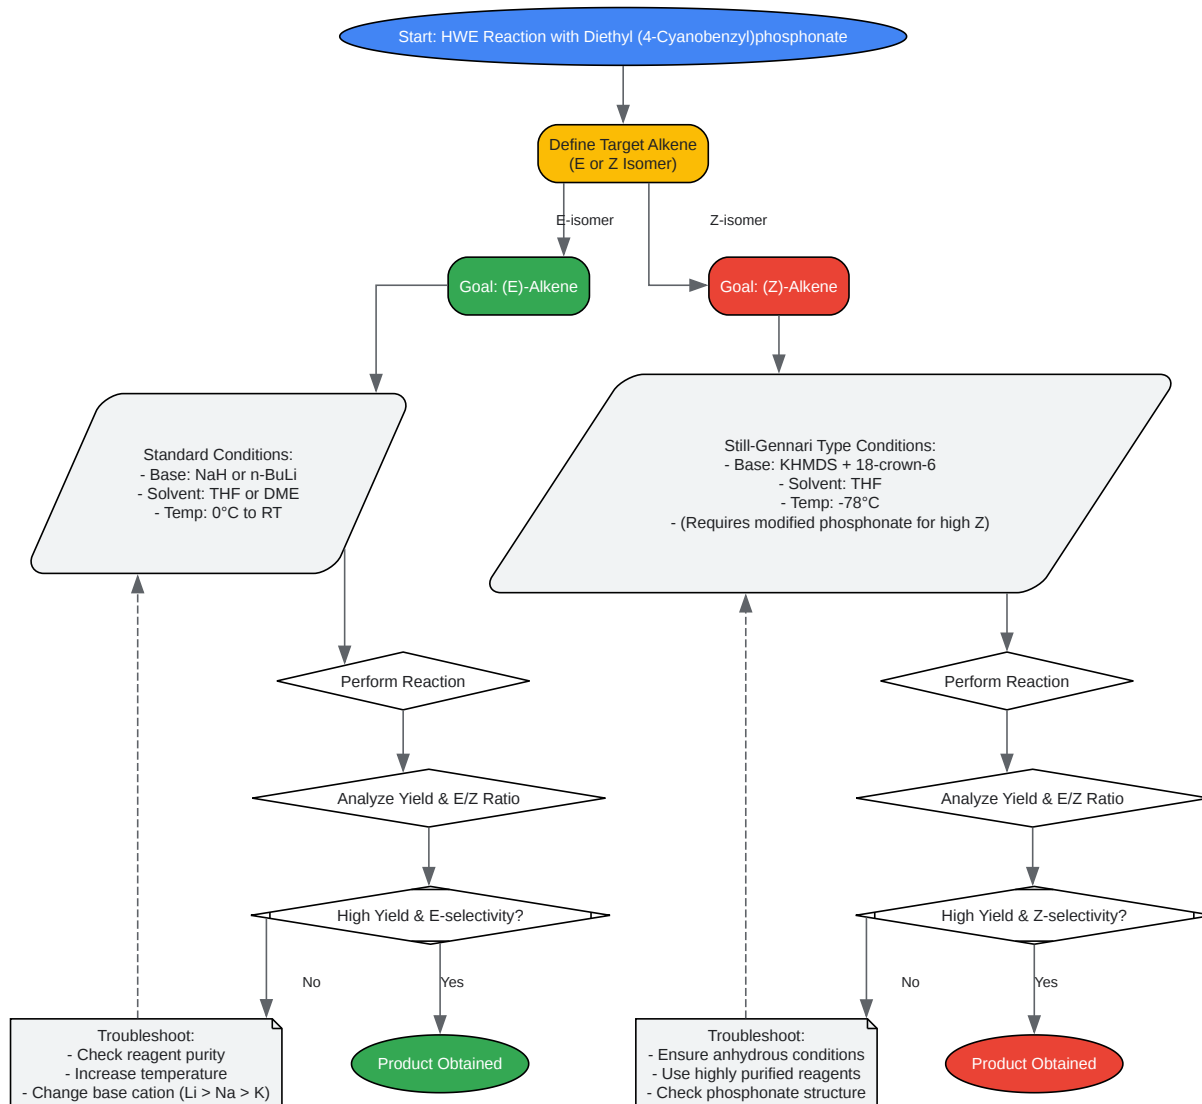 Start: HWE Reaction with Diethyl (4-Cyanobenzyl)phosphonate
Define Target Alkene
(E or Z Isomer)
E-isomer
Z-isomer
Goal: (E)-Alkene
Goal: (Z)-Alkene
Standard Conditions:
- Base: NaH or n-BuLi
- Solvent: THF or DME
- Temp: 0°C to RT
Still-Gennari Type Conditions:
- Base: KHMDS + 18-crown-6
- Solvent: THF
- Temp: -78°C
- (Requires modified phosphonate for high Z)
Perform Reaction
Perform Reaction
Analyze Yield & E/Z Ratio
Analyze Yield & E/Z Ratio
High Yield & E-selectivity?
High Yield & Z-selectivity?
No
Yes
No
Yes
Troubleshoot:
- Check reagent purity
- Increase temperature
- Change base cation (Li > Na > K)
Product Obtained
Troubleshoot:
- Ensure anhydrous conditions
- Use highly purified reagents
- Check phosphonate structure
Product Obtained